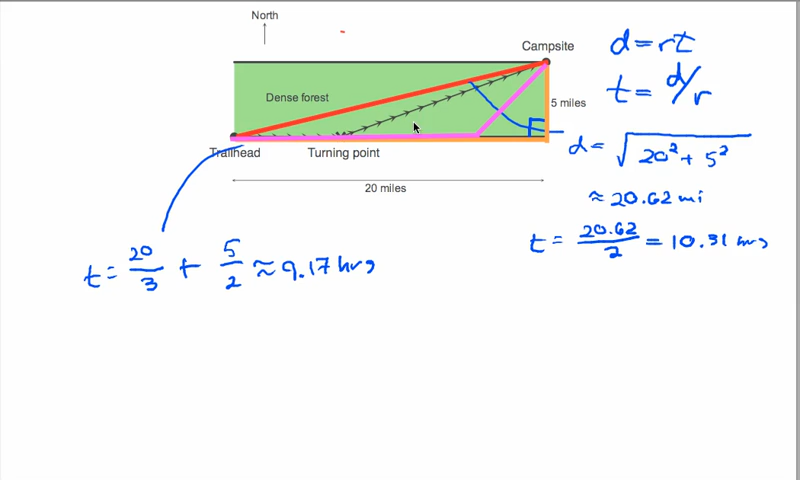 North
Campsite
Dense forest
5 miles
Trailhead
Turning point
20 miles
d = rt
t = d/r
d = √20² + 5²
≈ 20.62 mi
t = 20.62/2 = 10.31 hrs
t = 20/3 + 5/2 ≈ 9.17 hrs